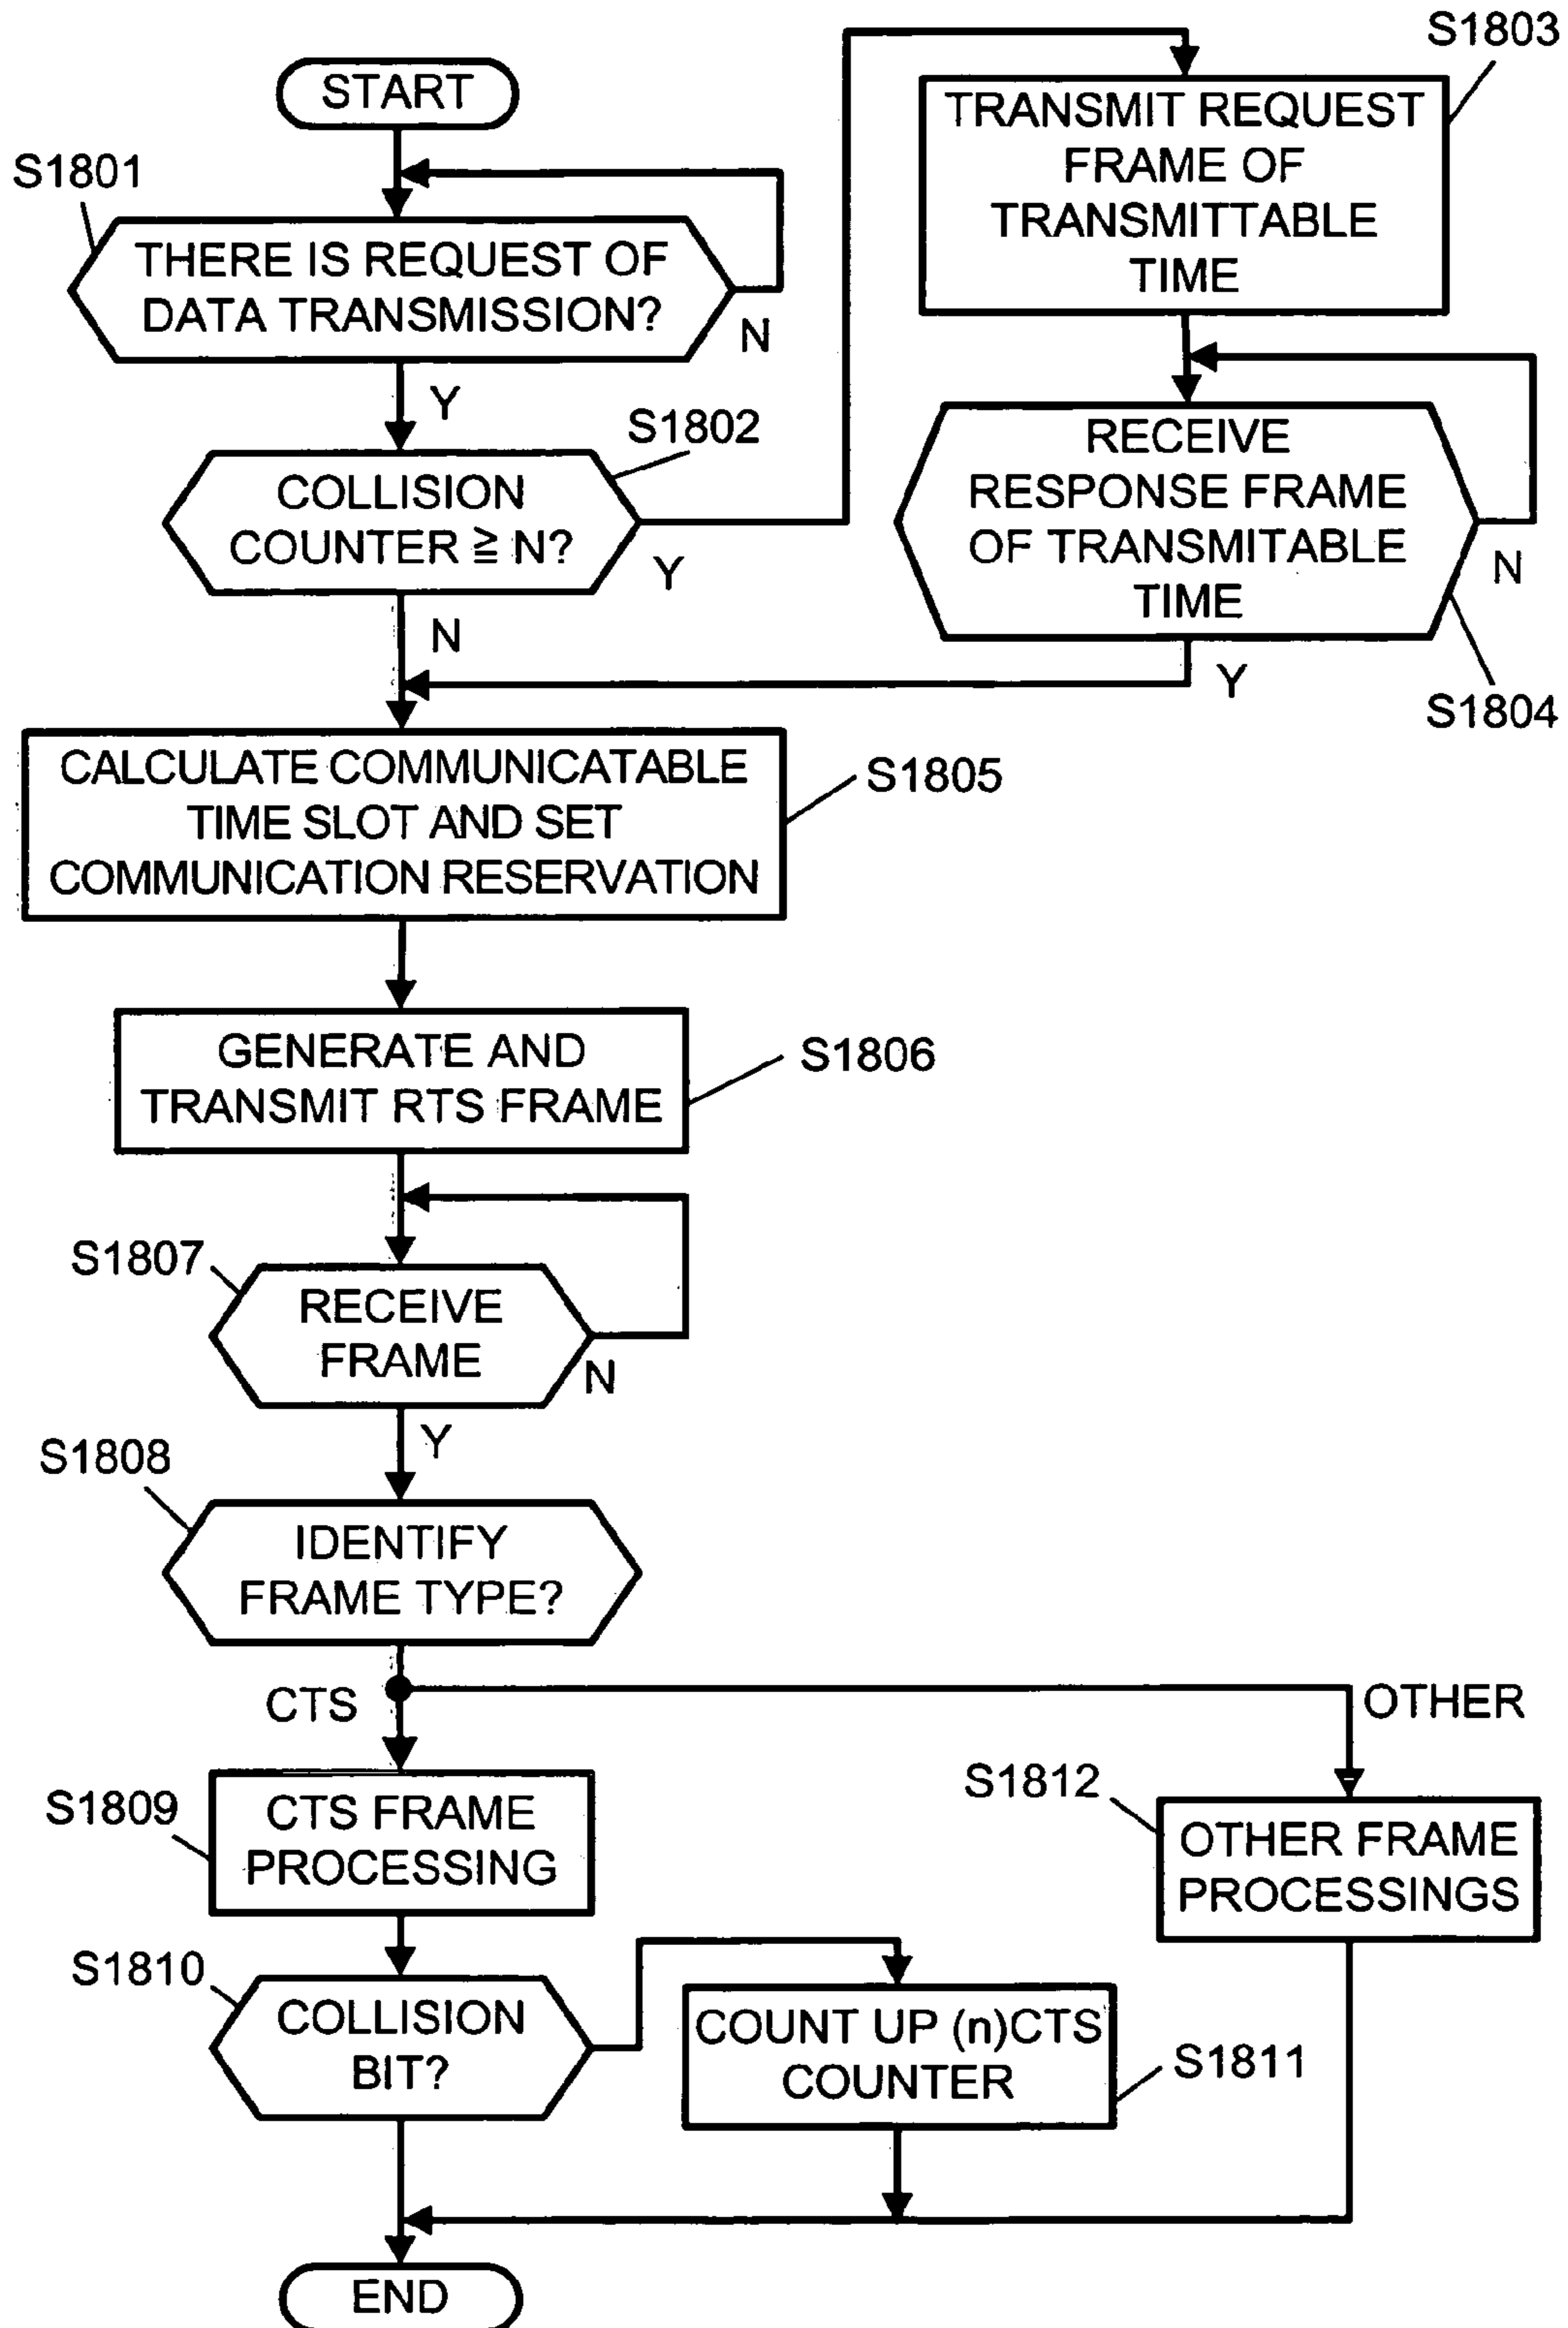 START
S1801
THERE IS REQUEST OF
DATA TRANSMISSION?
N
Y
S1802
COLLISION
COUNTER ≧ N?
Y
N
S1803
TRANSMIT REQUEST
FRAME OF
TRANSMITTABLE
TIME
RECEIVE
RESPONSE FRAME
OF TRANSMITABLE
TIME
N
Y
S1804
CALCULATE COMMUNICATABLE
TIME SLOT AND SET
COMMUNICATION RESERVATION
S1805
GENERATE AND
TRANSMIT RTS FRAME
S1806
S1807
RECEIVE
FRAME
N
Y
S1808
IDENTIFY
FRAME TYPE?
CTS
OTHER
S1809
CTS FRAME
PROCESSING
S1812
OTHER FRAME
PROCESSINGS
S1810
COLLISION
BIT?
COUNT UP (n)CTS
COUNTER
S1811
END